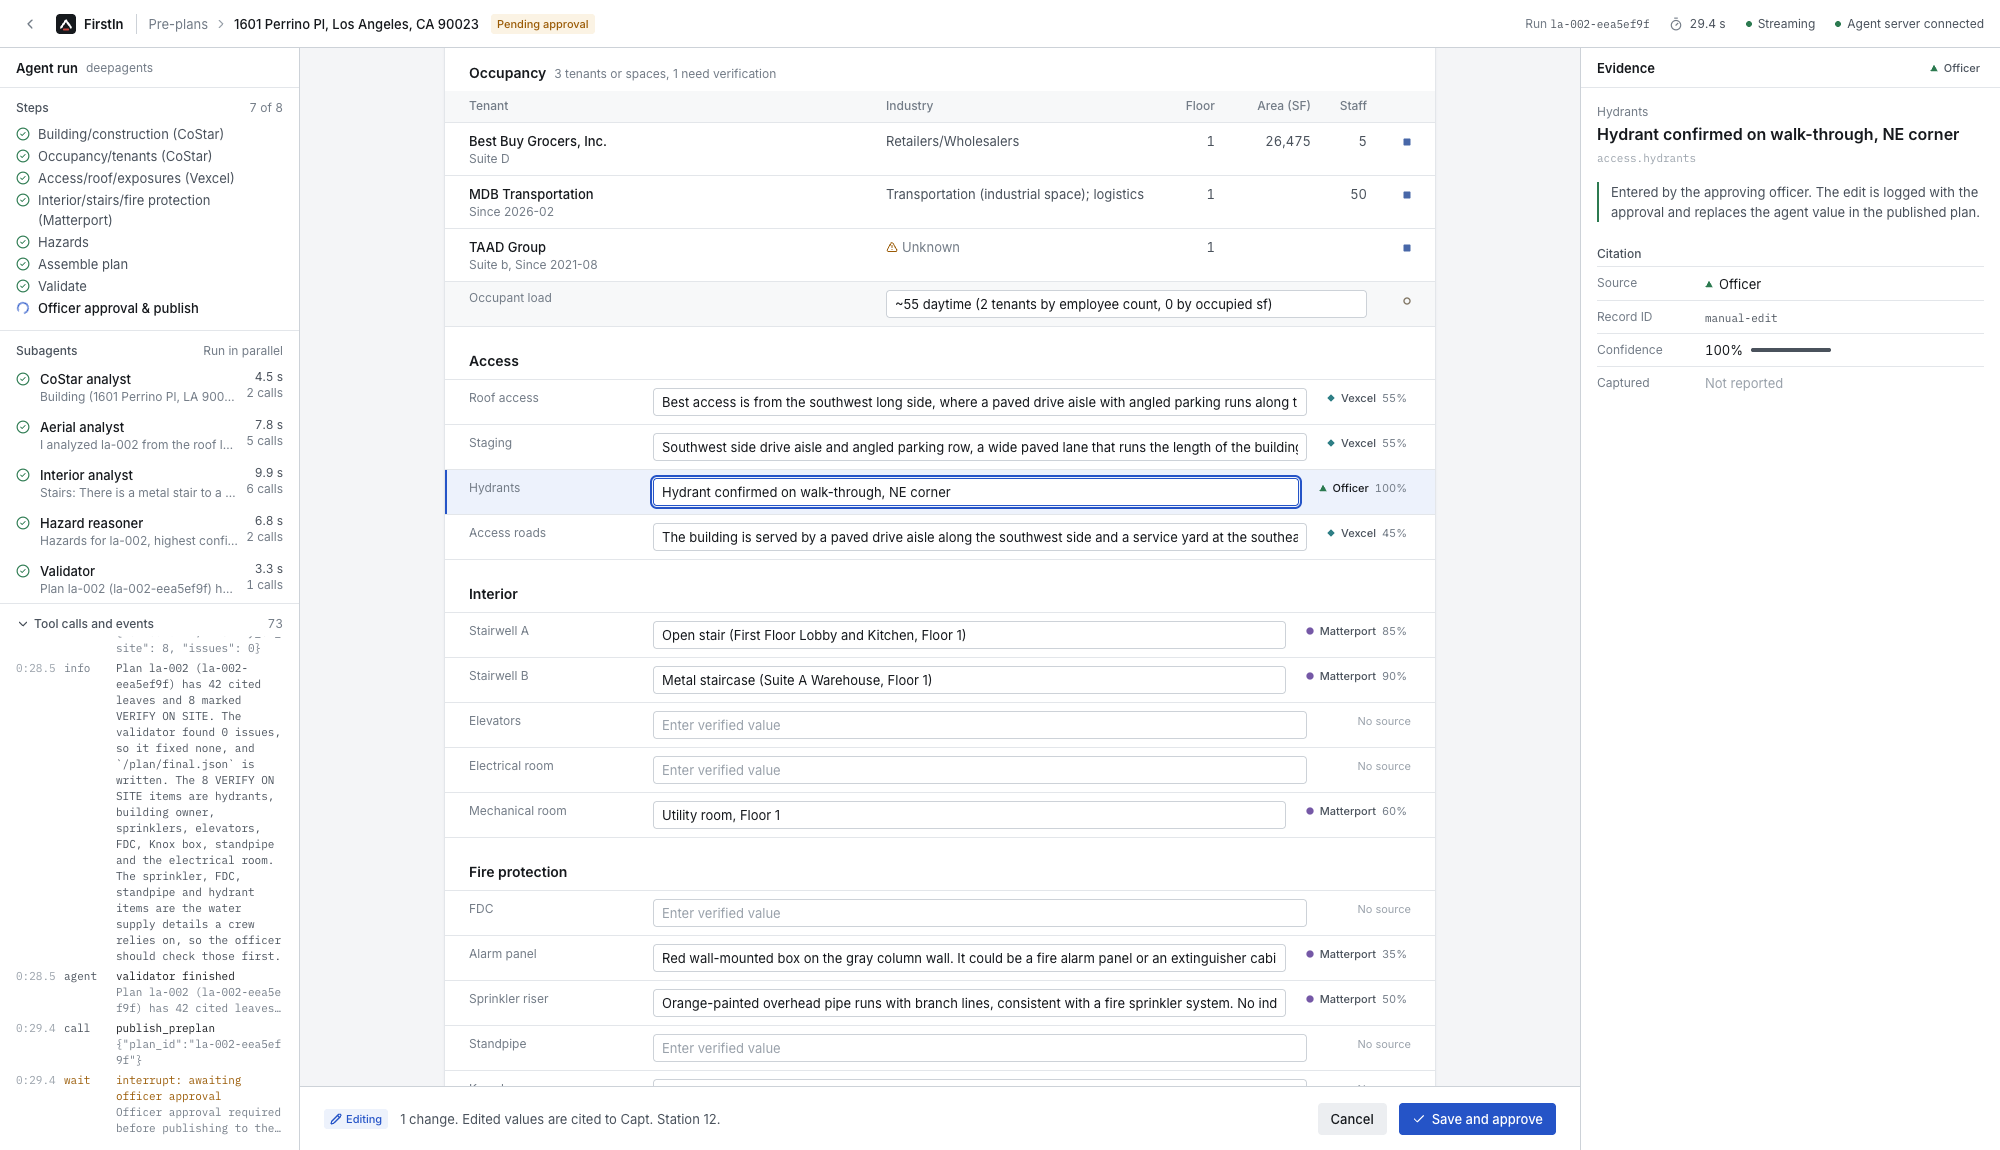 FirstIn
Pre-plans
1601 Perrino Pl, Los Angeles, CA 90023
Pending approval
Run la-002-eea5ef9f
29.4 s
Streaming
Agent server connected
Agent run deepagents
Steps 7 of 8
Building/construction (CoStar)
Occupancy/tenants (CoStar)
Access/roof/exposures (Vexcel)
Interior/stairs/fire protection
(Matterport)
Hazards
Assemble plan
Validate
Officer approval & publish
Subagents Run in parallel
CoStar analyst 4.5 s
Building (1601 Perrino Pl, LA 900... 2 calls
Aerial analyst 7.8 s
I analyzed la-002 from the roof l... 5 calls
Interior analyst 9.9 s
Stairs: There is a metal stair to a ... 6 calls
Hazard reasoner 6.8 s
Hazards for la-002, highest confi... 2 calls
Validator 3.3 s
Plan la-002 (la-002-eea5ef9f) h... 1 calls
Tool calls and events 73
site": 8, "issues": 0}
0:28.5 info Plan la-002 (la-002-
eea5ef9f) has 42 cited
leaves and 8 marked
VERIFY ON SITE. The
validator found 0 issues,
so it fixed none, and
`/plan/final.json` is
written. The 8 VERIFY ON
SITE items are hydrants,
building owner,
sprinklers, elevators,
FDC, Knox box, standpipe
and the electrical room.
The sprinkler, FDC,
standpipe and hydrant
items are the water
supply details a crew
relies on, so the officer
should check those first.
0:28.5 agent validator finished
Plan la-002 (la-002-eea5e
f9f) has 42 cited leaves…
0:29.4 call publish_preplan
{"plan_id":"la-002-eea5ef
9f"}
0:29.4 wait interrupt: awaiting
officer approval
Officer approval required
before publishing to the…
Occupancy 3 tenants or spaces, 1 need verification
Tenant Industry Floor Area (SF) Staff
Best Buy Grocers, Inc. Retailers/Wholesalers 1 26,475 5
Suite D
MDB Transportation Transportation (industrial space); logistics 1 50
Since 2026-02
TAAD Group Unknown 1
Suite b, Since 2021-08
Occupant load ~55 daytime (2 tenants by employee count, 0 by occupied sf)
Access
Roof access Best access is from the southwest long side, where a paved drive aisle with angled parking runs along t Vexcel 55%
Staging Southwest side drive aisle and angled parking row, a wide paved lane that runs the length of the building Vexcel 55%
Hydrants Hydrant confirmed on walk-through, NE corner Officer 100%
Access roads The building is served by a paved drive aisle along the southwest side and a service yard at the southea Vexcel 45%
Interior
Stairwell A Open stair (First Floor Lobby and Kitchen, Floor 1) Matterport 85%
Stairwell B Metal staircase (Suite A Warehouse, Floor 1) Matterport 90%
Elevators Enter verified value No source
Electrical room Enter verified value No source
Mechanical room Utility room, Floor 1 Matterport 60%
Fire protection
FDC Enter verified value No source
Alarm panel Red wall-mounted box on the gray column wall. It could be a fire alarm panel or an extinguisher cabi Matterport 35%
Sprinkler riser Orange-painted overhead pipe runs with branch lines, consistent with a fire sprinkler system. No ind Matterport 50%
Standpipe Enter verified value No source
Editing 1 change. Edited values are cited to Capt. Station 12.
Cancel
Save and approve
Evidence Officer
Hydrants
Hydrant confirmed on walk-through, NE corner
access.hydrants
Entered by the approving officer. The edit is logged with the
approval and replaces the agent value in the published plan.
Citation
Source Officer
Record ID manual-edit
Confidence 100%
Captured Not reported